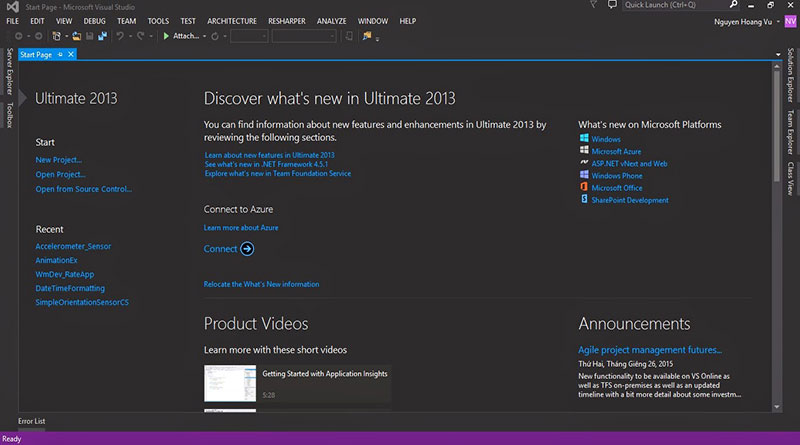 Start Page - Microsoft Visual Studio
Quick Launch (Ctrl+Q)
FILE EDIT VIEW DEBUG TEAM TOOLS TEST ARCHITECTURE RESHARPER ANALYZE WINDOW HELP
Nguyen Hoang Vu NV
Attach...
Start Page
Server Explorer
Toolbox
Solution Explorer
Team Explorer
Class View
Ultimate 2013
Start
New Project...
Open Project...
Open from Source Control...
Recent
Accelerometer_Sensor
AnimationEx
WmDev_RateApp
DateTimeFormatting
SimpleOrientationSensorCS
Discover what's new in Ultimate 2013
You can find information about new features and enhancements in Ultimate 2013 by
reviewing the following sections.
Learn about new features in Ultimate 2013
See what's new in .NET Framework 4.5.1
Explore what's new in Team Foundation Service
Connect to Azure
Learn more about Azure
Connect
Relocate the What's New information
What's new on Microsoft Platforms
Windows
Microsoft Azure
ASP.NET vNext and Web
Windows Phone
Microsoft Office
SharePoint Development
Product Videos
Learn more with these short videos
Getting Started with Application Insights
5:28
Announcements
Agile project management futures...
Thứ Hai, Tháng Giêng 26, 2015
New functionality to be available on VS Online as
well as TFS on-premises as well as an updated
timeline with a bit more detail about some investm...
Error List
Ready